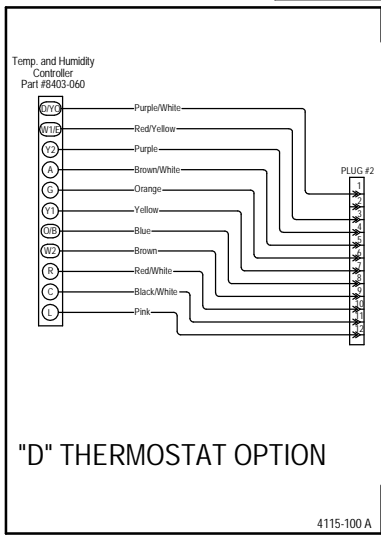 Temp. and Humidity
Controller
Part #8403-060
D/YO Purple/White
W1/E Red/Yellow
Y2 Purple
A Brown/White
G Orange
Y1 Yellow
O/B Blue
W2 Brown
R Red/White
C Black/White
L Pink
PLUG #2
1
2
3
4
5
6
7
8
9
10
11
12
"D" THERMOSTAT OPTION
4115-100 A